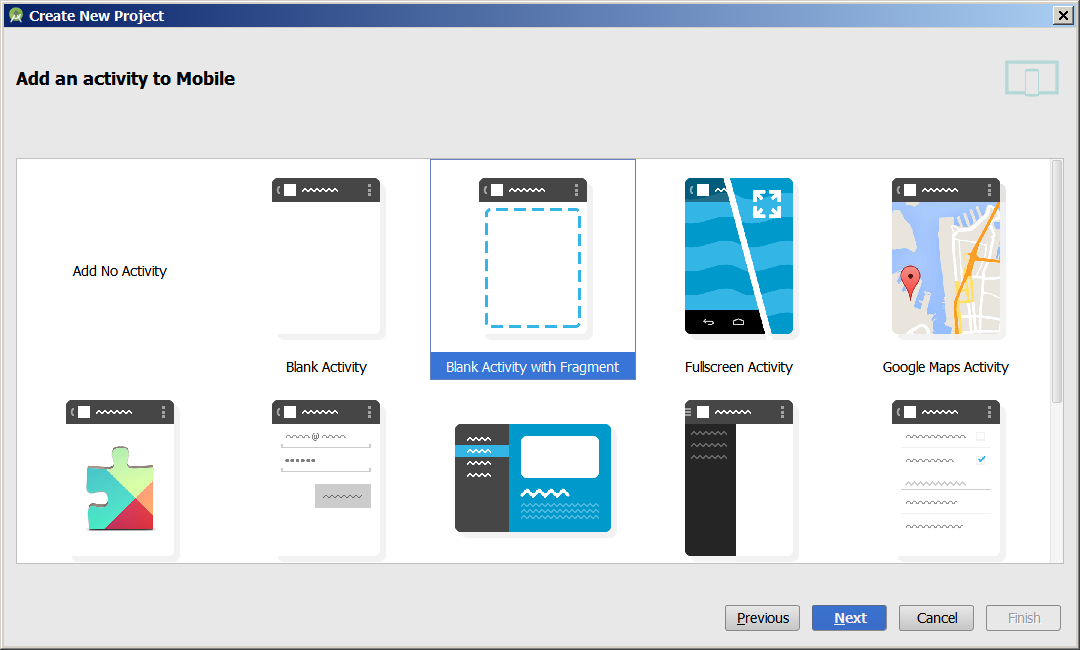 Create New Project
Add an activity to Mobile
Add No Activity
Blank Activity
Blank Activity with Fragment
Fullscreen Activity
Google Maps Activity
@
Previous
Next
Cancel
Finish